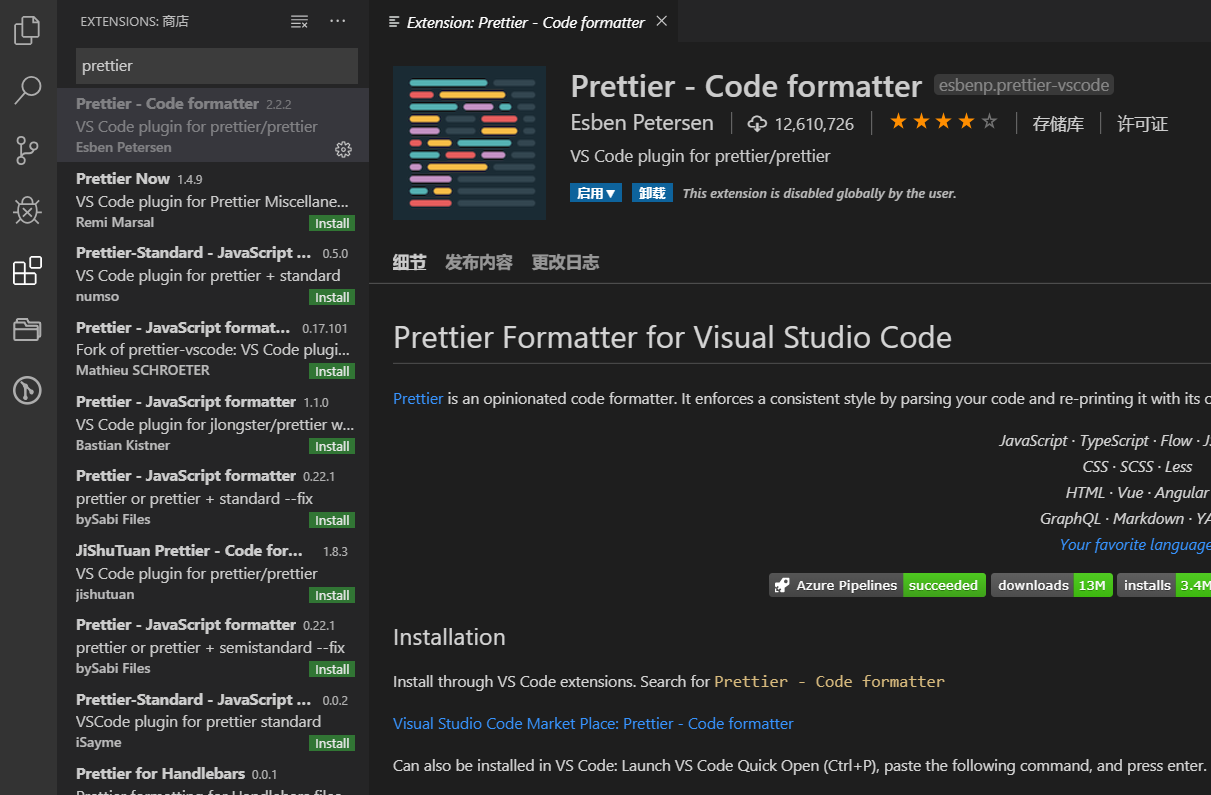 EXTENSIONS: 商店
prettier
Prettier - Code formatter 2.2.2
VS Code plugin for prettier/prettier
Esben Petersen
Prettier Now 1.4.9
VS Code plugin for Prettier Miscellane...
Remi Marsal Install
Prettier-Standard - JavaScript ... 0.5.0
VS Code plugin for prettier + standard
numso Install
Prettier - JavaScript format... 0.17.101
Fork of prettier-vscode: VS Code plugi...
Mathieu SCHROETER Install
Prettier - JavaScript formatter 1.1.0
VS Code plugin for jlongster/prettier w...
Bastian Kistner Install
Prettier - JavaScript formatter 0.22.1
prettier or prettier + standard --fix
bySabi Files Install
JiShuTuan Prettier - Code for... 1.8.3
VS Code plugin for prettier/prettier
jishutuan Install
Prettier - JavaScript formatter 0.22.1
prettier or prettier + semistandard --fix
bySabi Files Install
Prettier-Standard - JavaScript ... 0.0.2
VSCode plugin for prettier standard
iSayme Install
Prettier for Handlebars 0.0.1
Prettier formatting for Handlebars files
Extension: Prettier - Code formatter
Prettier - Code formatter esbenp.prettier-vscode
Esben Petersen 12,610,726 存储库 许可证
VS Code plugin for prettier/prettier
启用 卸载 This extension is disabled globally by the user.
细节 发布内容 更改日志
Prettier Formatter for Visual Studio Code
Prettier is an opinionated code formatter. It enforces a consistent style by parsing your code and re-printing it with its o
JavaScript · TypeScript · Flow · J
CSS · SCSS · Less
HTML · Vue · Angular
GraphQL · Markdown · YA
Your favorite language
Azure Pipelines succeeded downloads 13M installs 3.4M
Installation
Install through VS Code extensions. Search for Prettier - Code formatter
Visual Studio Code Market Place: Prettier - Code formatter
Can also be installed in VS Code: Launch VS Code Quick Open (Ctrl+P), paste the following command, and press enter.